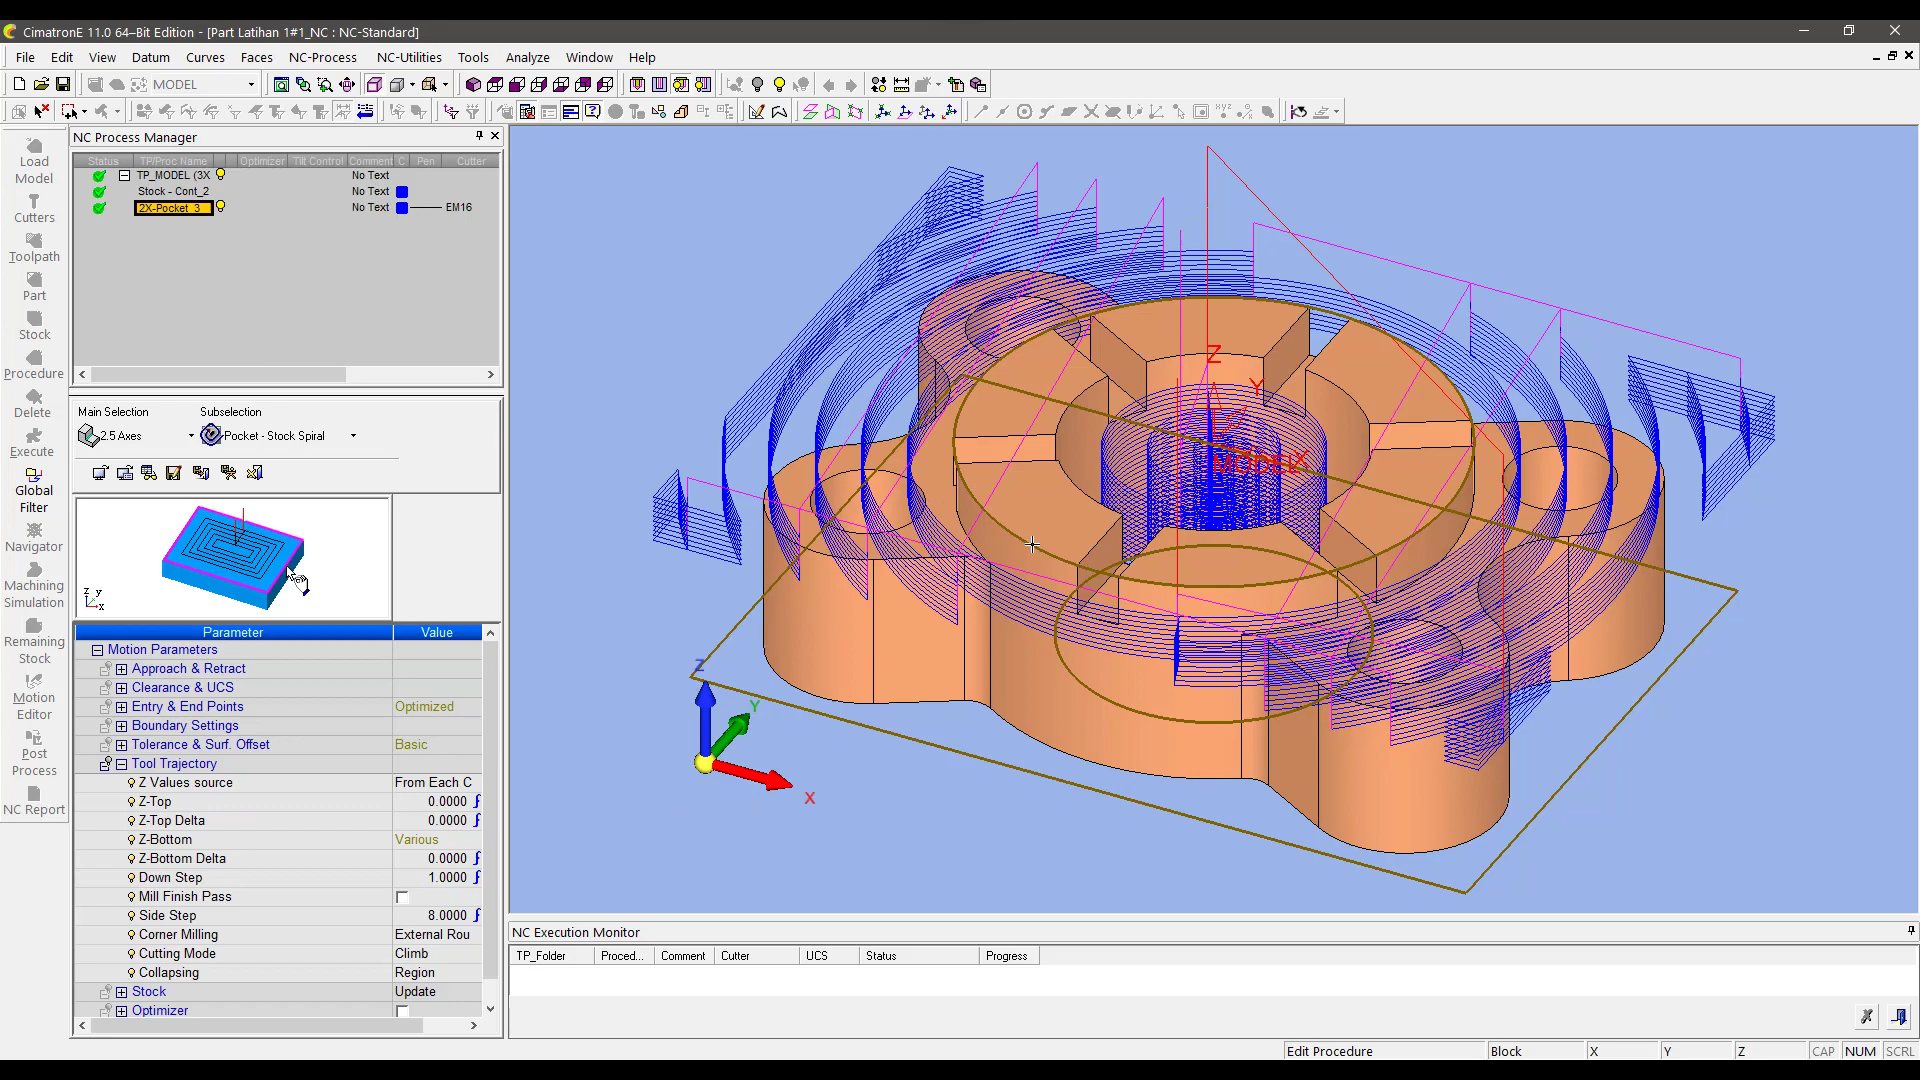 CimatronE 11.0 64–Bit Edition - [Part Latihan 1#1_NC : NC-Standard]
File Edit View Datum Curves Faces NC-Process NC-Utilities Tools Analyze Window Help
MODEL
NC Process Manager
Status TP/Proc Name Optimizer Tilt Control Comment C Pen Cutter
TP_MODEL (3X No Text
Stock - Cont_2 No Text
2X-Pocket_3 No Text EM16
Load Model
Cutters
Toolpath
Part
Stock
Procedure
Delete
Execute
Global Filter
Navigator
Machining Simulation
Remaining Stock
Motion Editor
Post Process
NC Report
Main Selection Subselection
2.5 Axes Pocket - Stock Spiral
Z Y
X
Parameter Value
Motion Parameters
Approach & Retract
Clearance & UCS
Entry & End Points Optimized
Boundary Settings
Tolerance & Surf. Offset Basic
Tool Trajectory
Z Values source From Each C
Z-Top 0.0000 f
Z-Top Delta 0.0000 f
Z-Bottom Various
Z-Bottom Delta 0.0000 f
Down Step 1.0000 f
Mill Finish Pass
Side Step 8.0000 f
Corner Milling External Rou
Cutting Mode Climb
Collapsing Region
Stock Update
Optimizer
Z
Y
MODEL X
Z
Y
X
NC Execution Monitor
TP_Folder Proced... Comment Cutter UCS Status Progress
Edit Procedure Block X Y Z CAP NUM SCRL